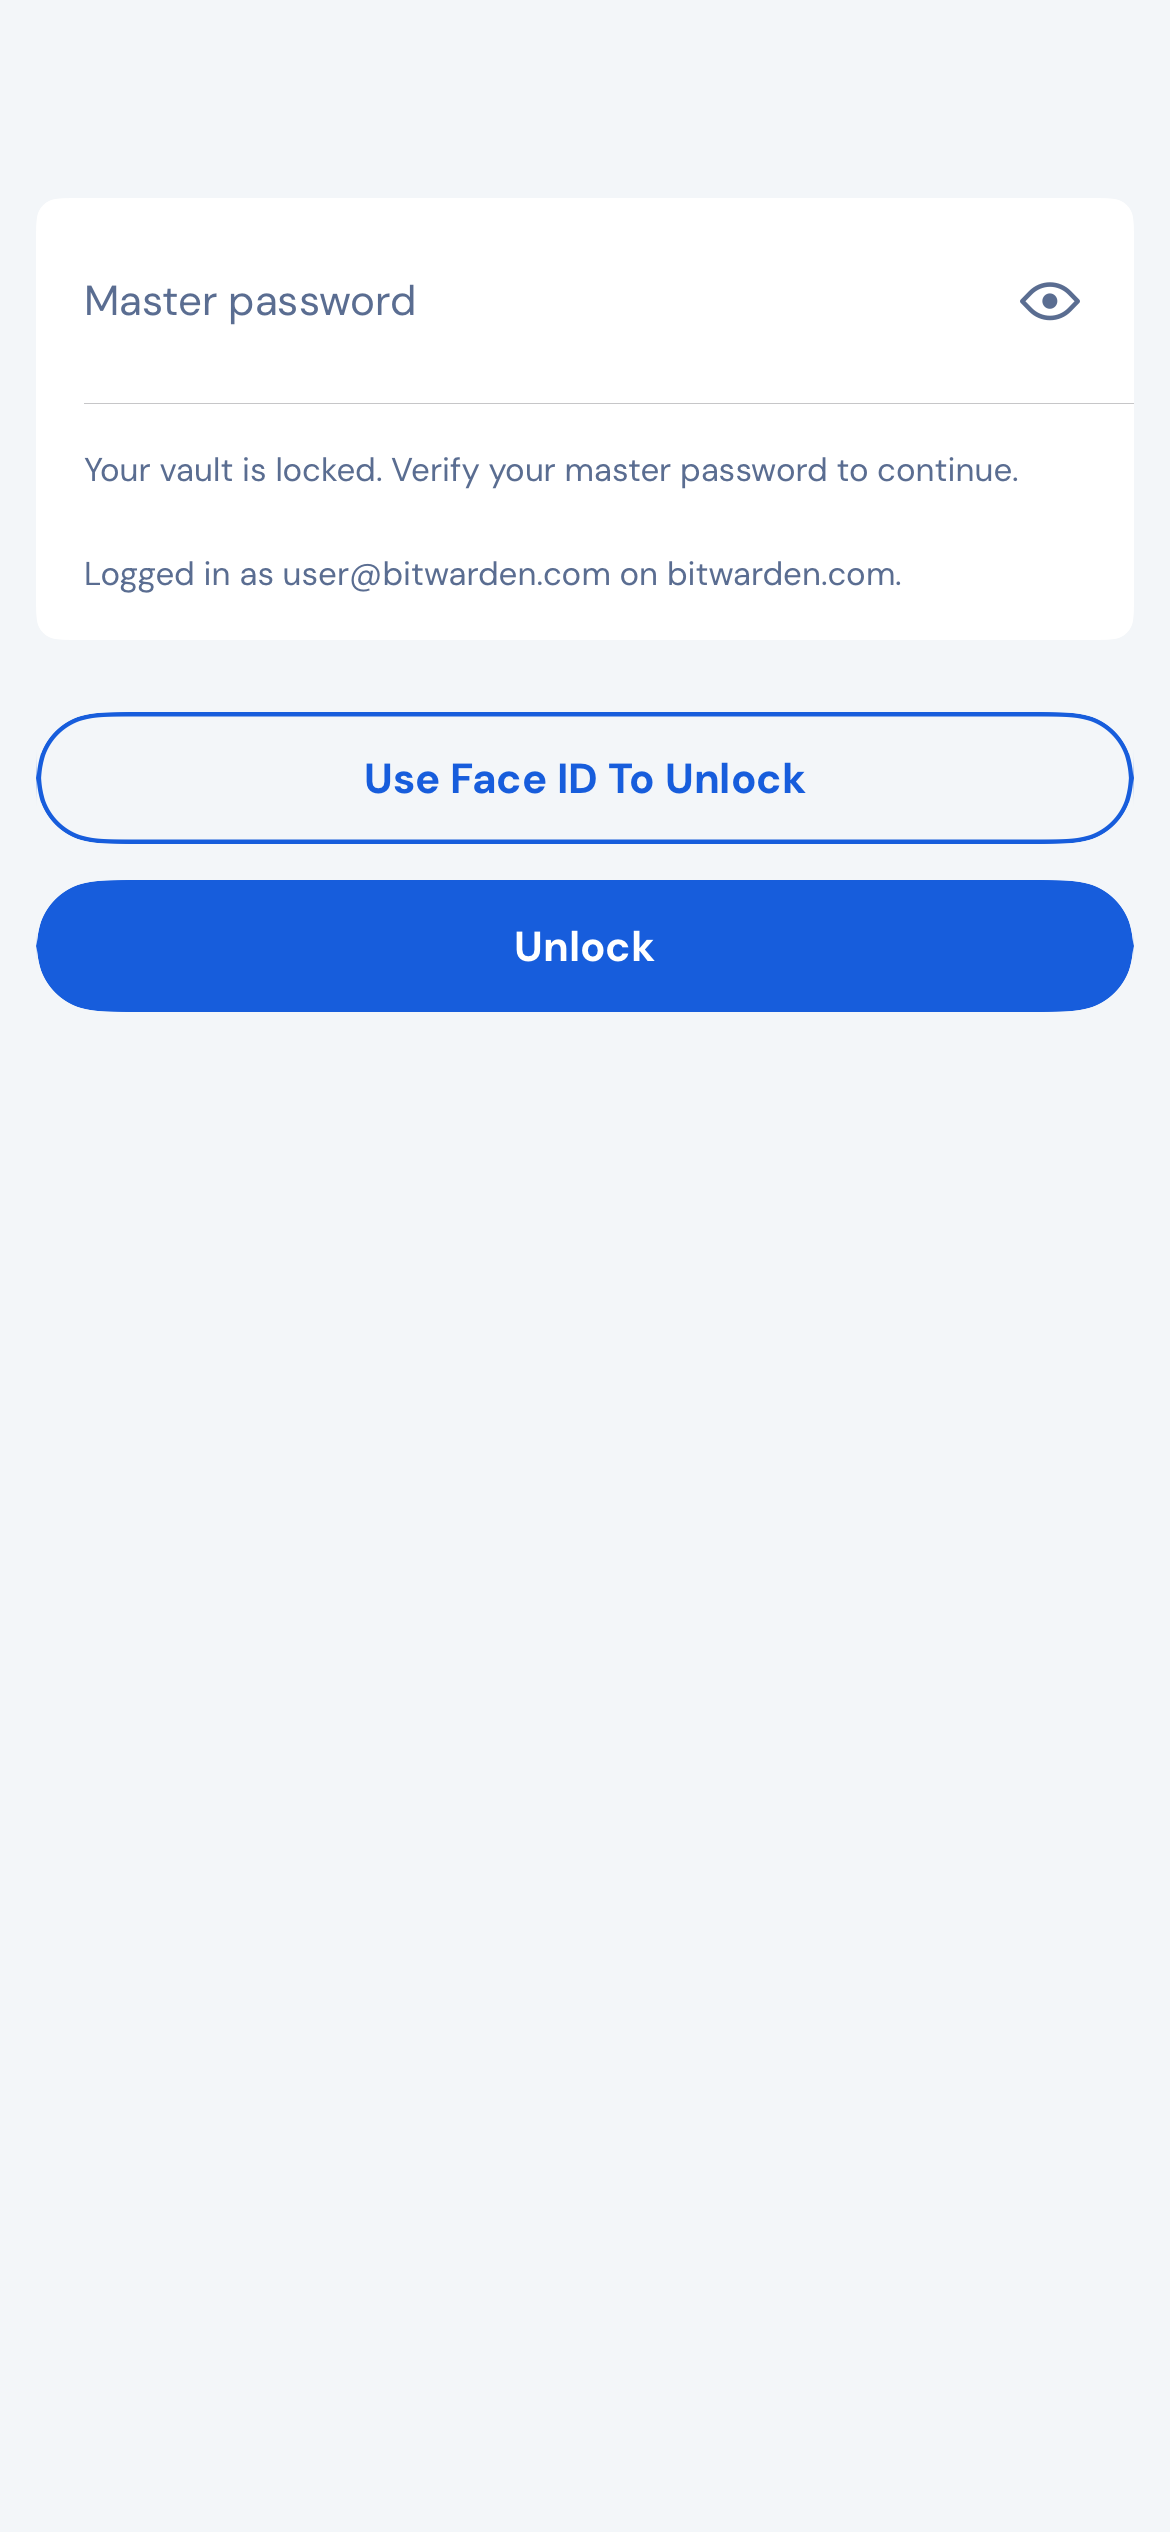 Master password
Your vault is locked. Verify your master password to continue.
Logged in as user@bitwarden.com on bitwarden.com.
Use Face ID To Unlock
Unlock